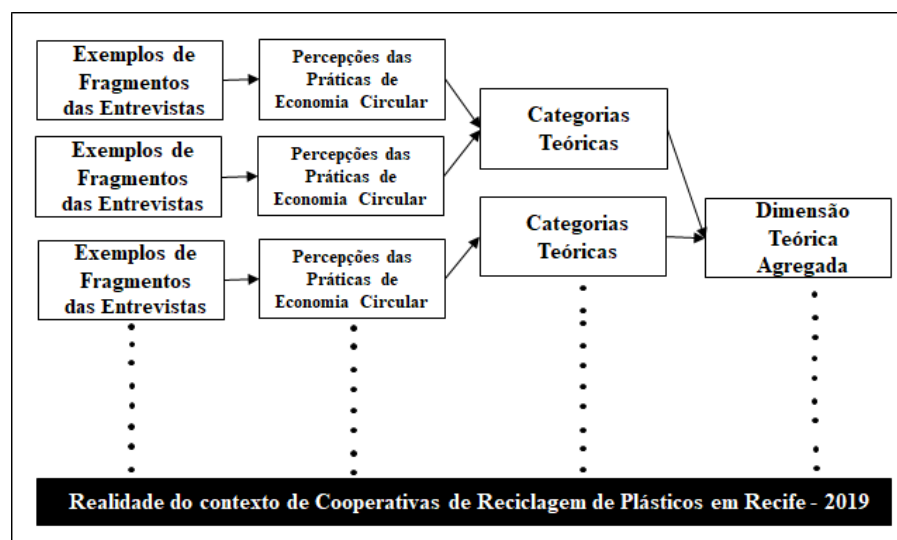 Exemplos de
Fragmentos
das Entrevistas
Percepções das
Práticas de
Economia Circular
Categorias
Teóricas
Exemplos de
Fragmentos
das Entrevistas
Percepções das
Práticas de
Economia Circular
Categorias
Teóricas
Dimensão
Teórica
Agregada
Exemplos de
Fragmentos
das Entrevistas
Percepções das
Práticas de
Economia Circular
Realidade do contexto de Cooperativas de Reciclagem de Plásticos em Recife - 2019